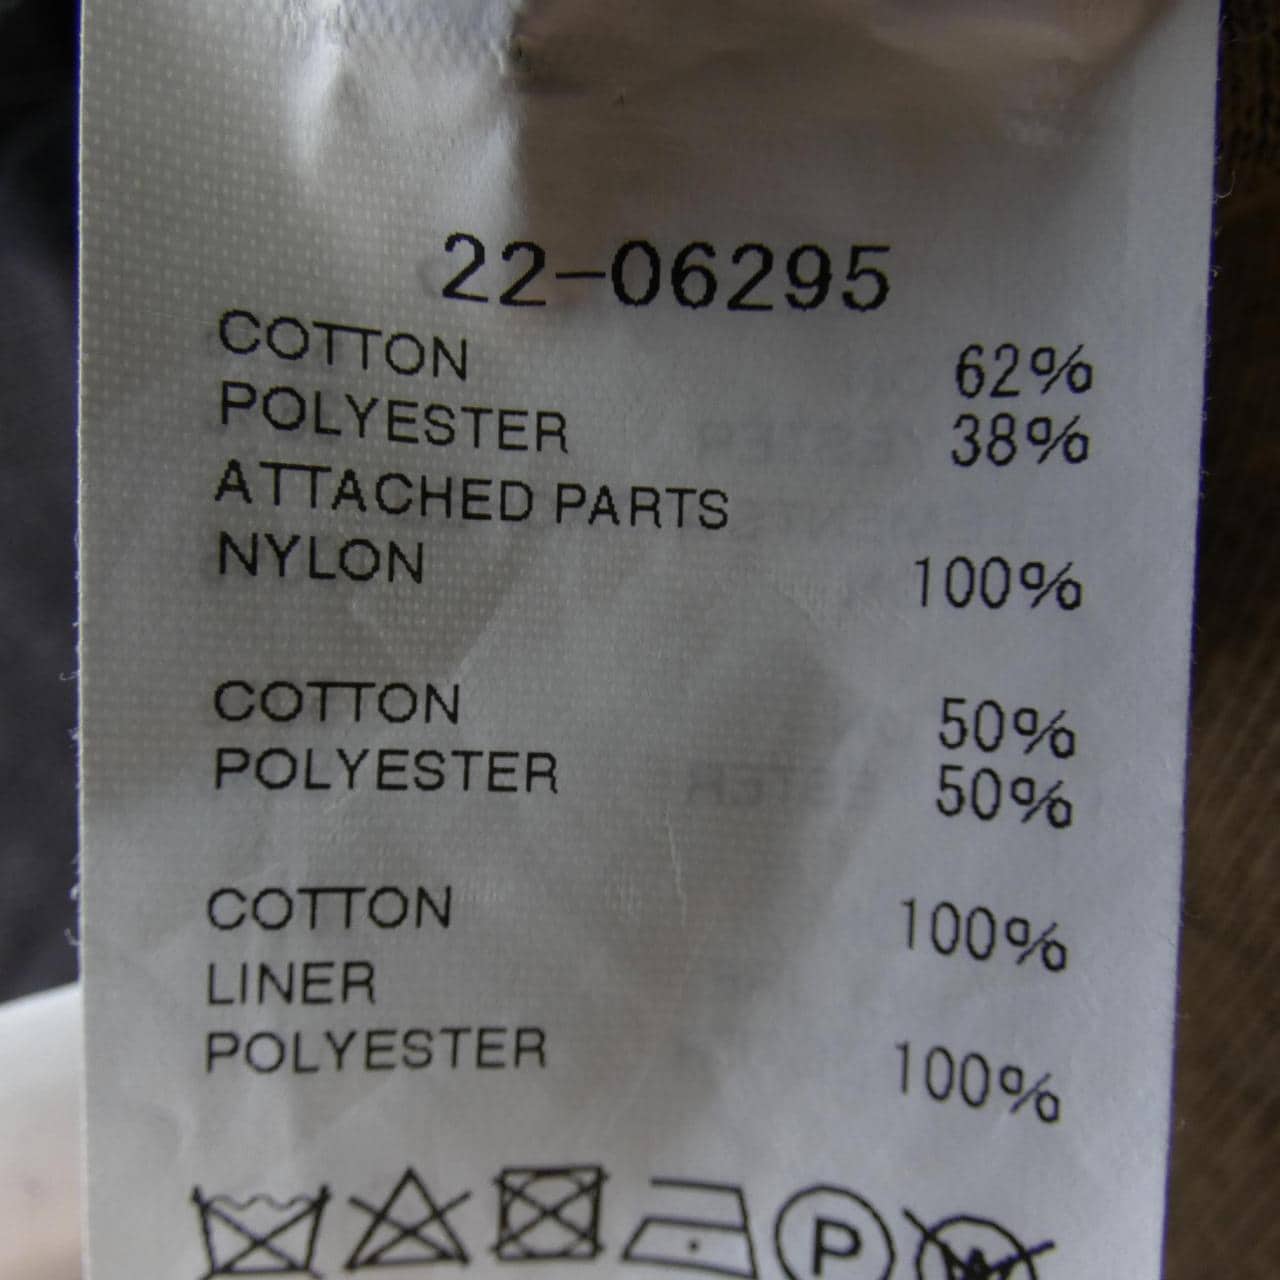 22-06295
COTTON 62%
POLYESTER 38%
ATTACHED PARTS
NYLON 100%
COTTON 50%
POLYESTER 50%
COTTON 100%
LINER
POLYESTER 100%
P W